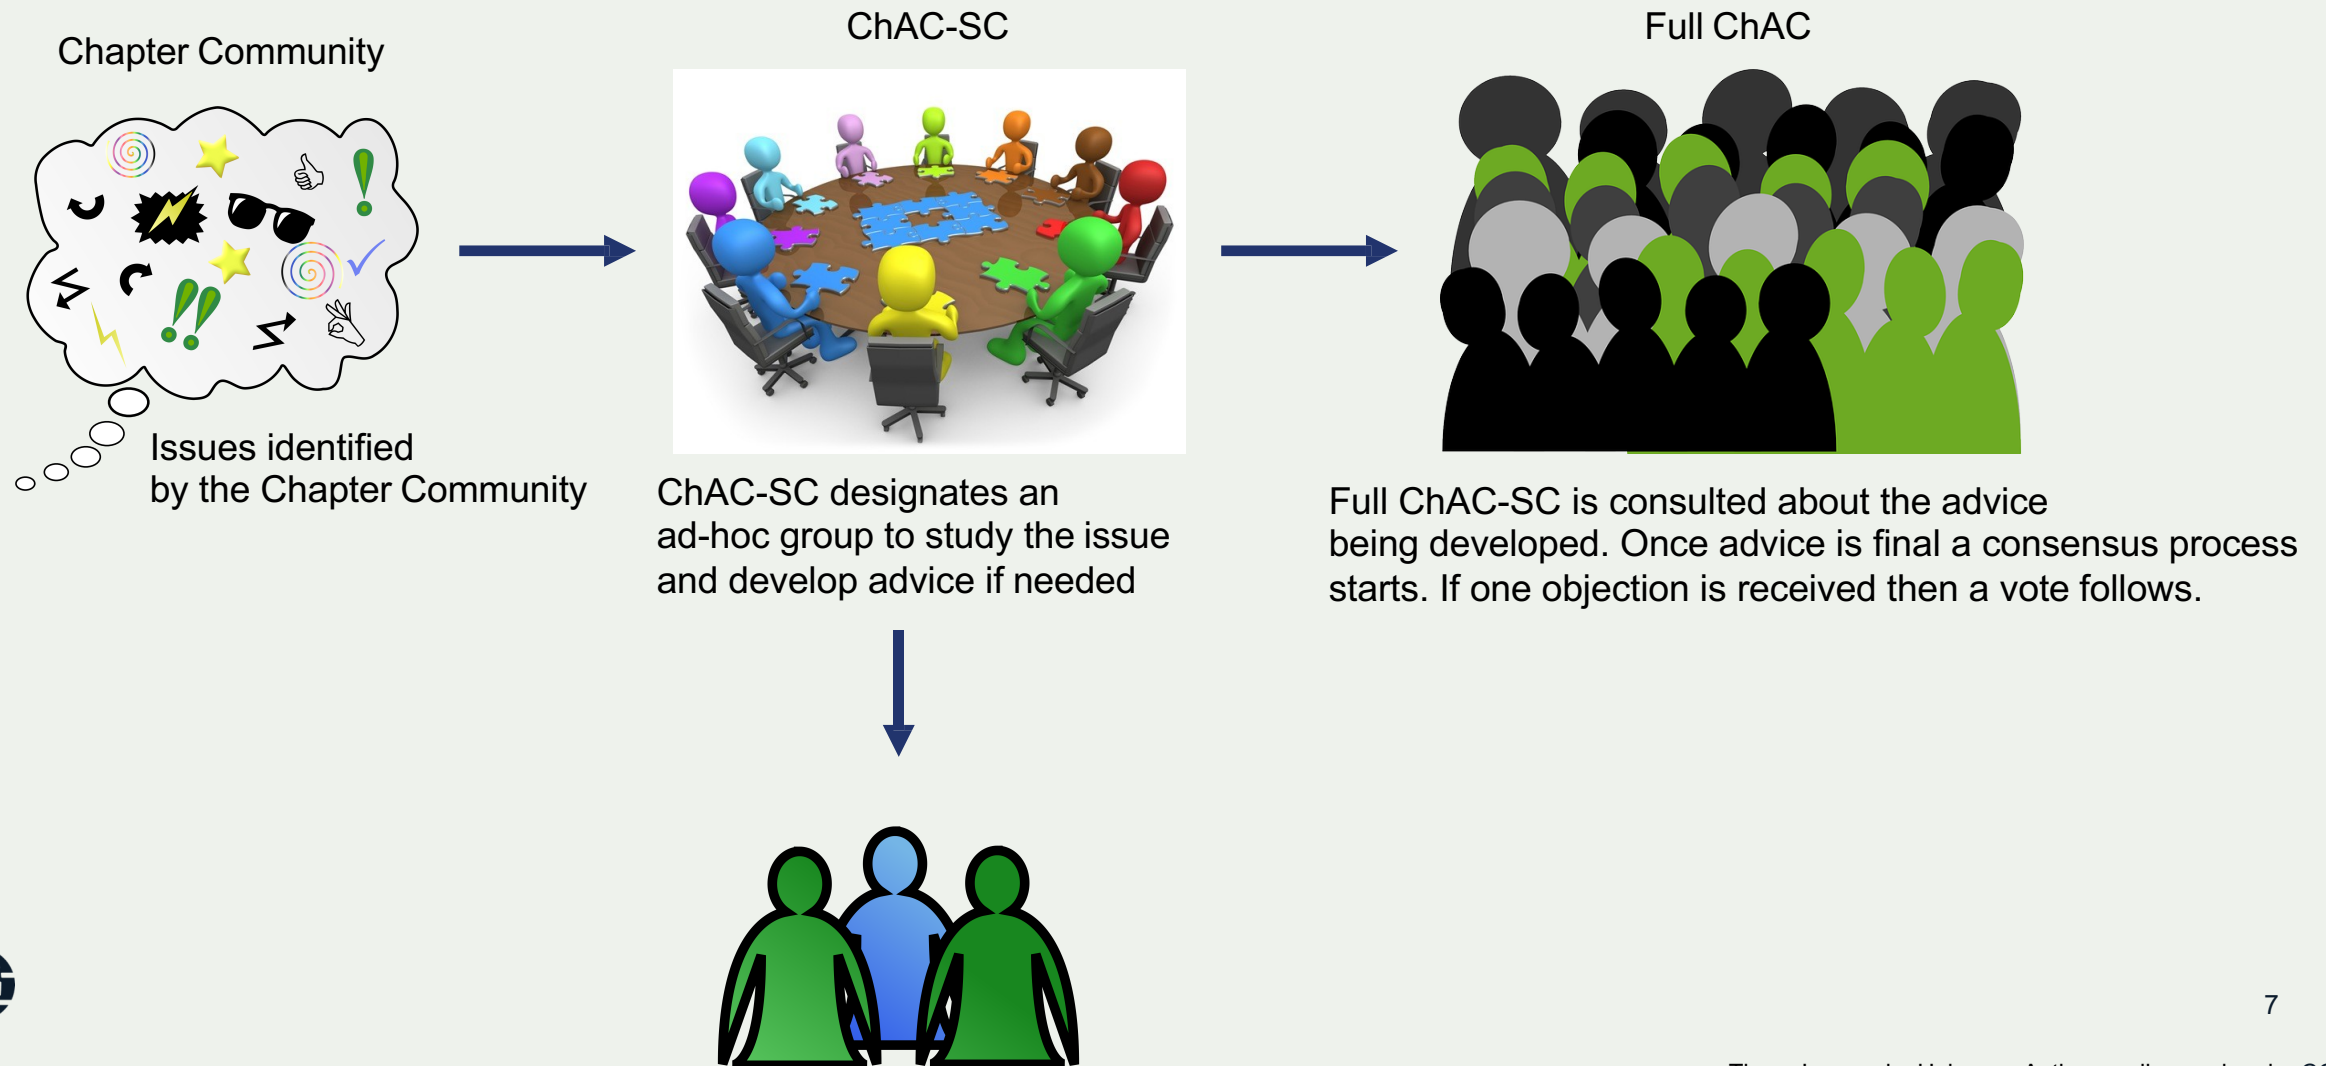 Chapter Community
ChAC-SC
Full ChAC
Issues identified
by the Chapter Community
ChAC-SC designates an
ad-hoc group to study the issue
and develop advice if needed
Full ChAC-SC is consulted about the advice
being developed. Once advice is final a consensus process
starts. If one objection is received then a vote follows.
7